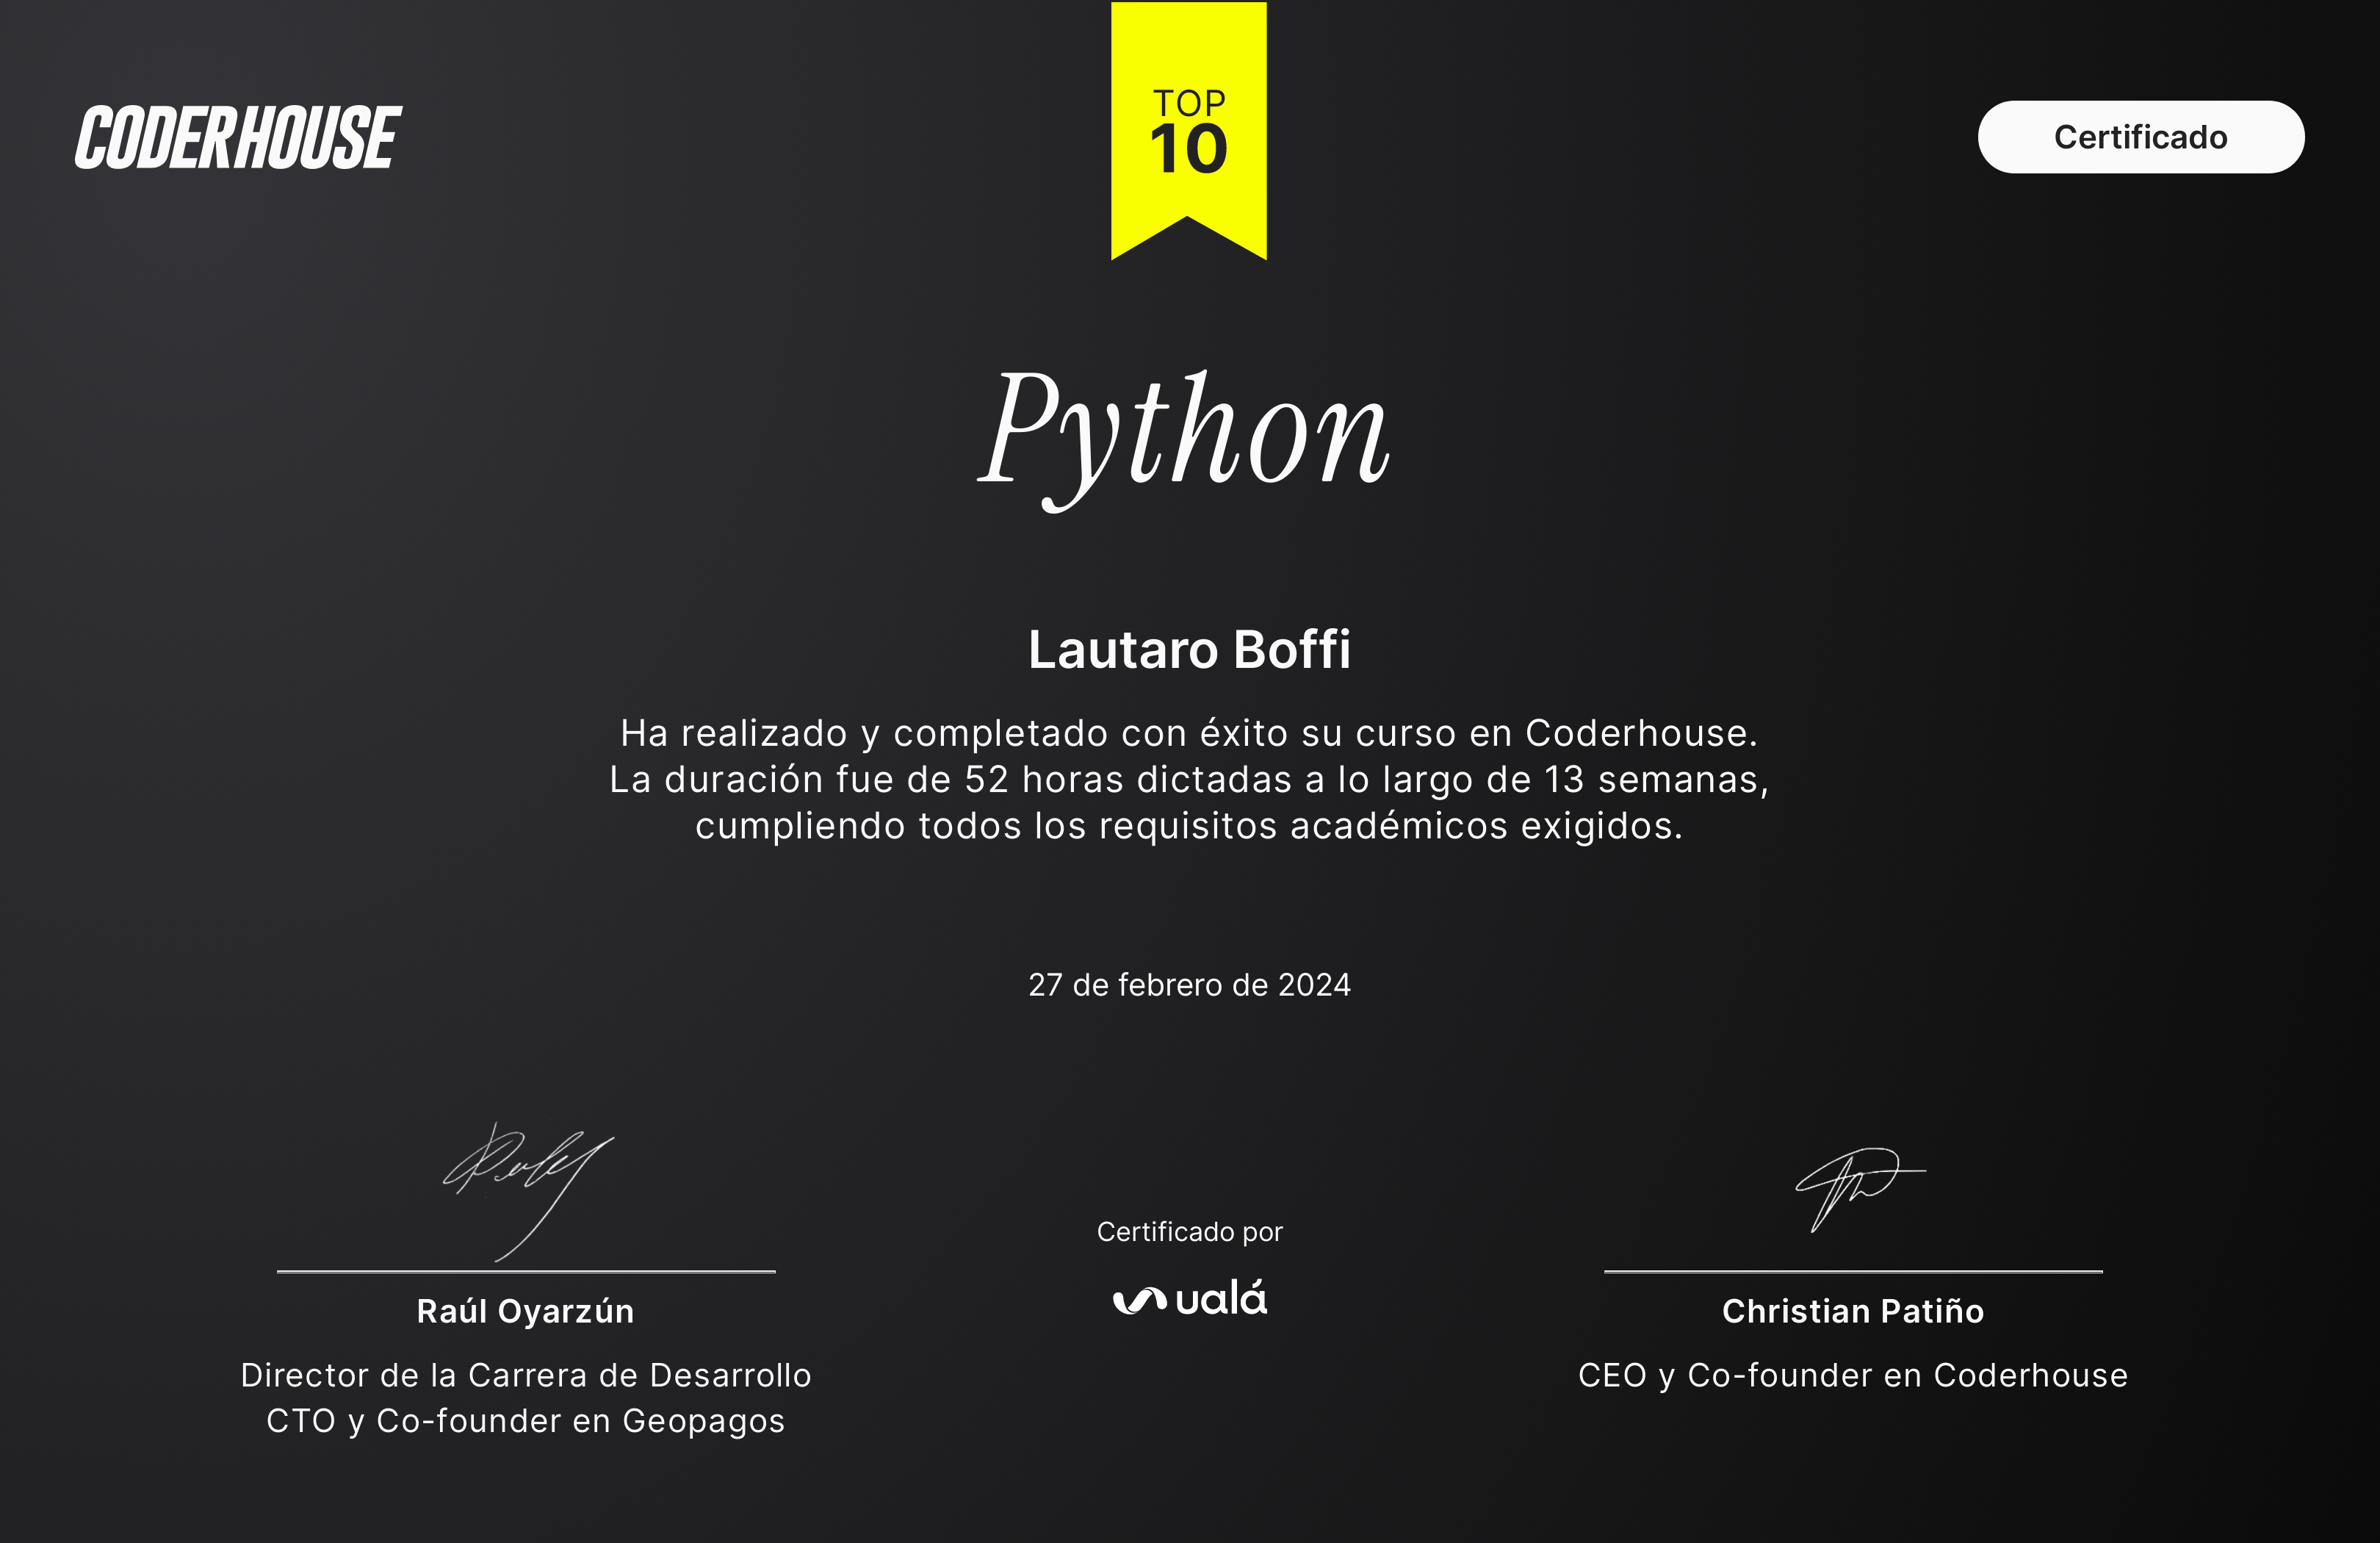 CODERHOUSE
TOP
10
Certificado
Python
Lautaro Boffi
Ha realizado y completado con éxito su curso en Coderhouse.
La duración fue de 52 horas dictadas a lo largo de 13 semanas,
cumpliendo todos los requisitos académicos exigidos.
27 de febrero de 2024
Raúl Oyarzún
Director de la Carrera de Desarrollo
CTO y Co-founder en Geopagos
Certificado por
ualá
Christian Patiño
CEO y Co-founder en Coderhouse